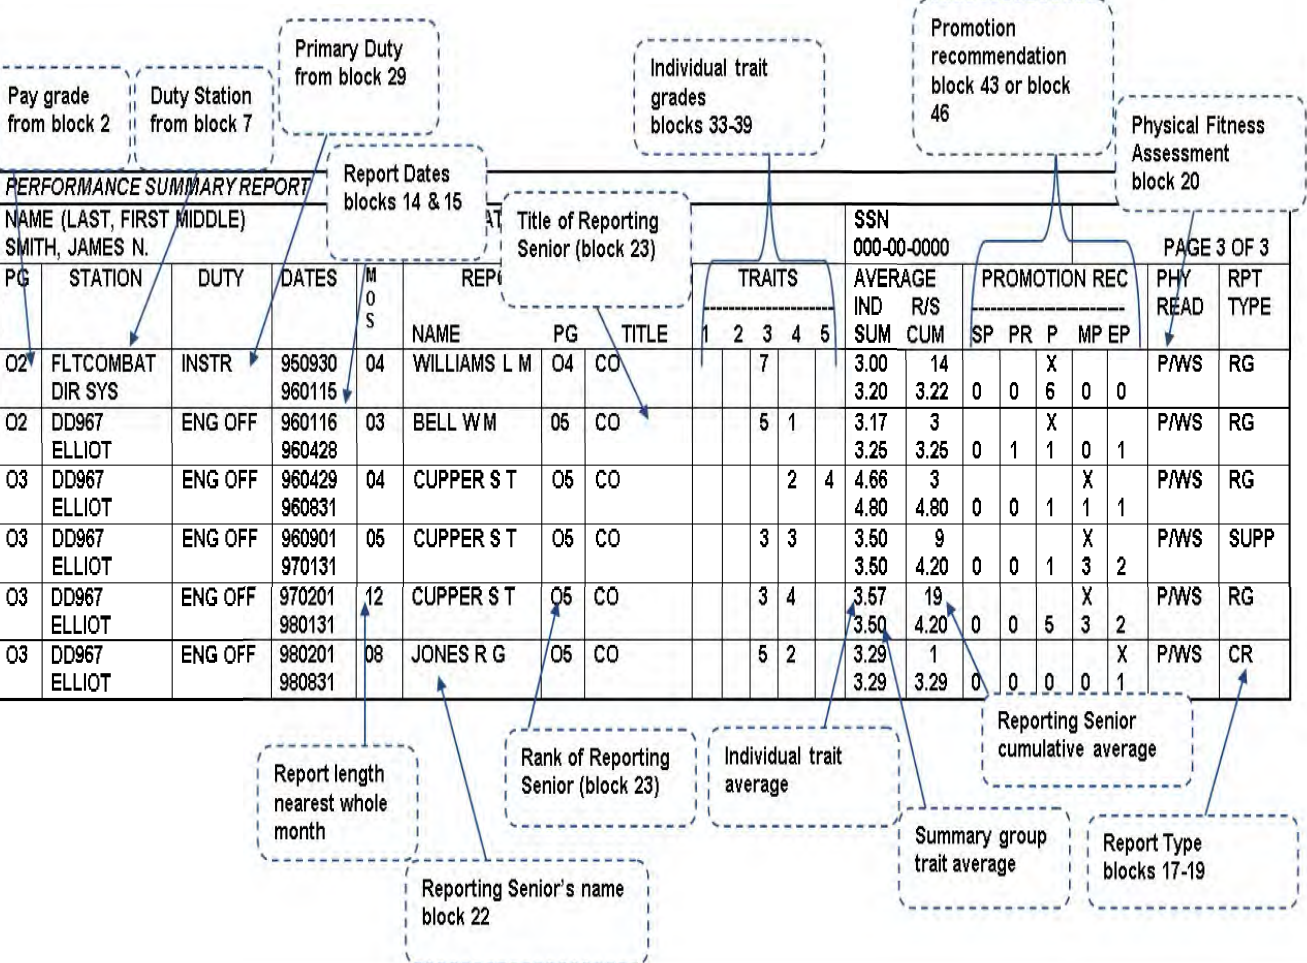 Promotion
recommendation
block 43 or block
46
Primary Duty
from block 29
Individual trait
grades
blocks 33-39
Pay grade
from block 2
Duty Station
from block 7
Physical Fitness
Assessment
block 20
Report Dates
blocks 14 & 15
Title of Reporting
Senior (block 23)
PERFORMANCE SUMMARY REPORT
NAME (LAST, FIRST MIDDLE) SSN
SMITH, JAMES N. 000-00-0000 PAGE 3 OF 3
PG STATION DUTY DATES M O S TRAITS AVERAGE PROMOTION REC PHY RPT
IND R/S READ TYPE
NAME PG TITLE 1 2 3 4 5 SUM CUM SP PR P MP EP
O2 FLTCOMBAT INSTR 950930 04 WILLIAMS L M O4 CO 7 3.00 14 X P/WS RG
DIR SYS 960115 3.20 3.22 0 0 6 0 0
O2 DD967 ENG OFF 960116 03 BELL W M 05 CO 5 1 3.17 3 X P/WS RG
ELLIOT 960428 3.25 3.25 0 1 1 0 1
O3 DD967 ENG OFF 960429 04 CUPPER S T O5 CO 2 4 4.66 3 X P/WS RG
ELLIOT 960831 4.80 4.80 0 0 1 1 1
O3 DD967 ENG OFF 960901 05 CUPPER S T O5 CO 3 3 3.50 9 X P/WS SUPP
ELLIOT 970131 3.50 4.20 0 0 1 3 2
O3 DD967 ENG OFF 970201 12 CUPPER S T O5 CO 3 4 3.57 19 X P/WS RG
ELLIOT 980131 3.50 4.20 0 0 5 3 2
O3 DD967 ENG OFF 980201 08 JONES R G O5 CO 5 2 3.29 1 X P/WS CR
ELLIOT 980831 3.29 3.29 0 0 0 0 1
Report length
nearest whole
month
Rank of Reporting
Senior (block 23)
Individual trait
average
Reporting Senior
cumulative average
Summary group
trait average
Report Type
blocks 17-19
Reporting Senior's name
block 22